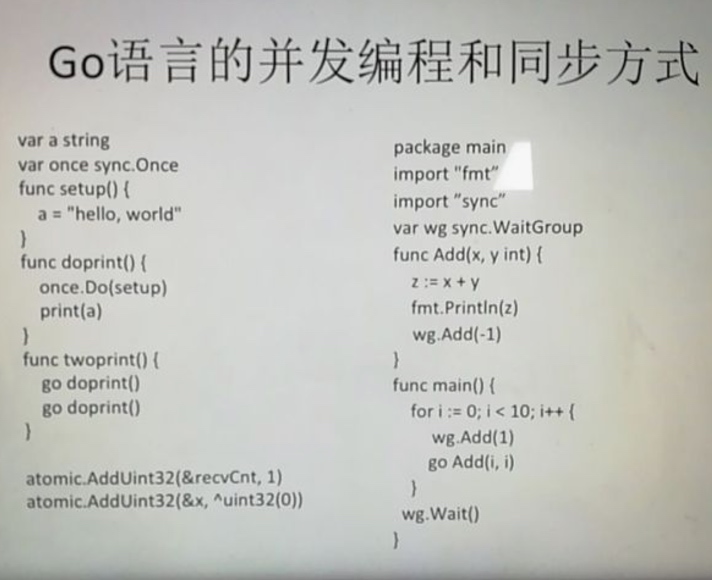 Go语言的并发编程和同步方式
var a string
var once sync.Once
func setup() {
a = "hello, world"
}
func doprint() {
once.Do(setup)
print(a)
}
func twoprint() {
go doprint()
go doprint()
}
atomic.AddUint32(&recvCnt, 1)
atomic.AddUint32(&x, ^uint32(0))
package main
import "fmt"
import "sync"
var wg sync.WaitGroup
func Add(x, y int) {
z := x + y
fmt.Println(z)
wg.Add(-1)
}
func main() {
for i := 0; i < 10; i++ {
wg.Add(1)
go Add(i, i)
}
wg.Wait()
}